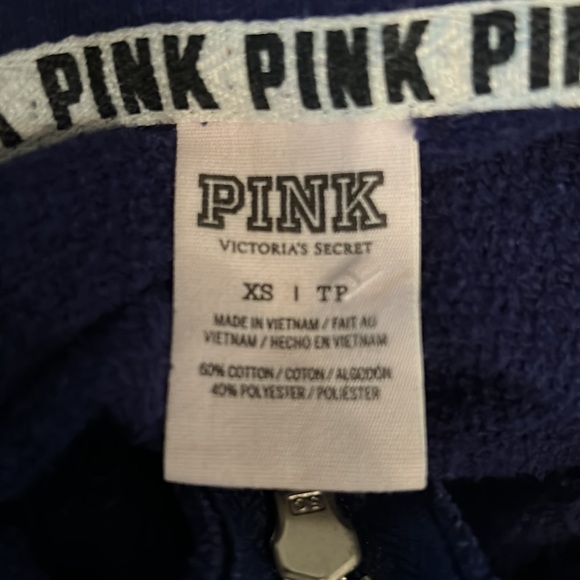 PINK PINK PI
PINK
VICTORIA'S SECRET
XS | TP
MADE IN VIETNAM / FAIT AU
VIETNAM / HECHO EN VIETNAM
60% COTTON / COTON / ALGODÓN
40% POLYESTER / POLIÉSTER